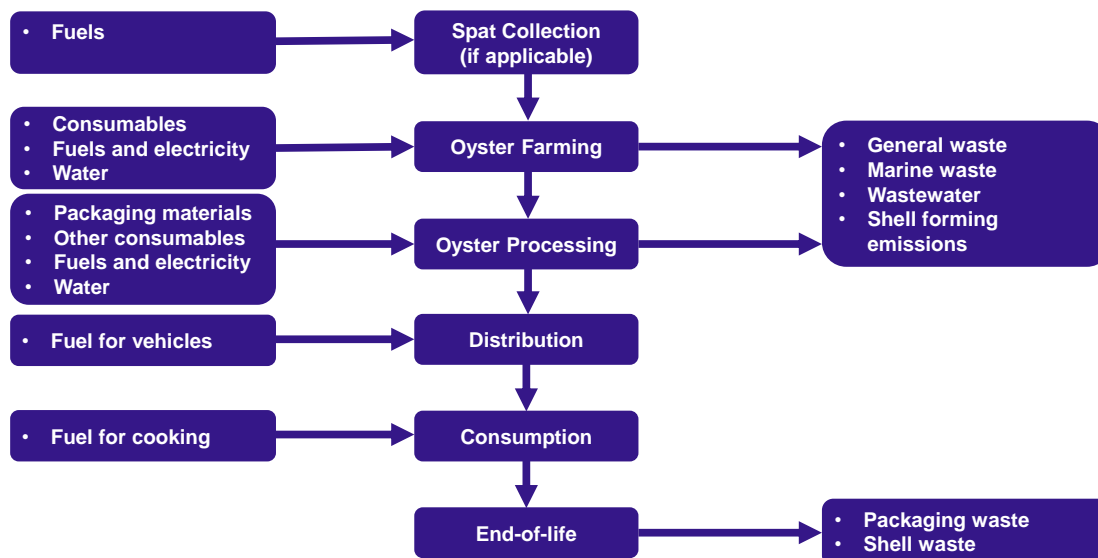 • Fuels
Spat Collection
(if applicable)
• Consumables
• Fuels and electricity
• Water
Oyster Farming
• General waste
• Marine waste
• Wastewater
• Shell forming
emissions
• Packaging materials
• Other consumables
• Fuels and electricity
• Water
Oyster Processing
• Fuel for vehicles
Distribution
• Fuel for cooking
Consumption
End-of-life
• Packaging waste
• Shell waste